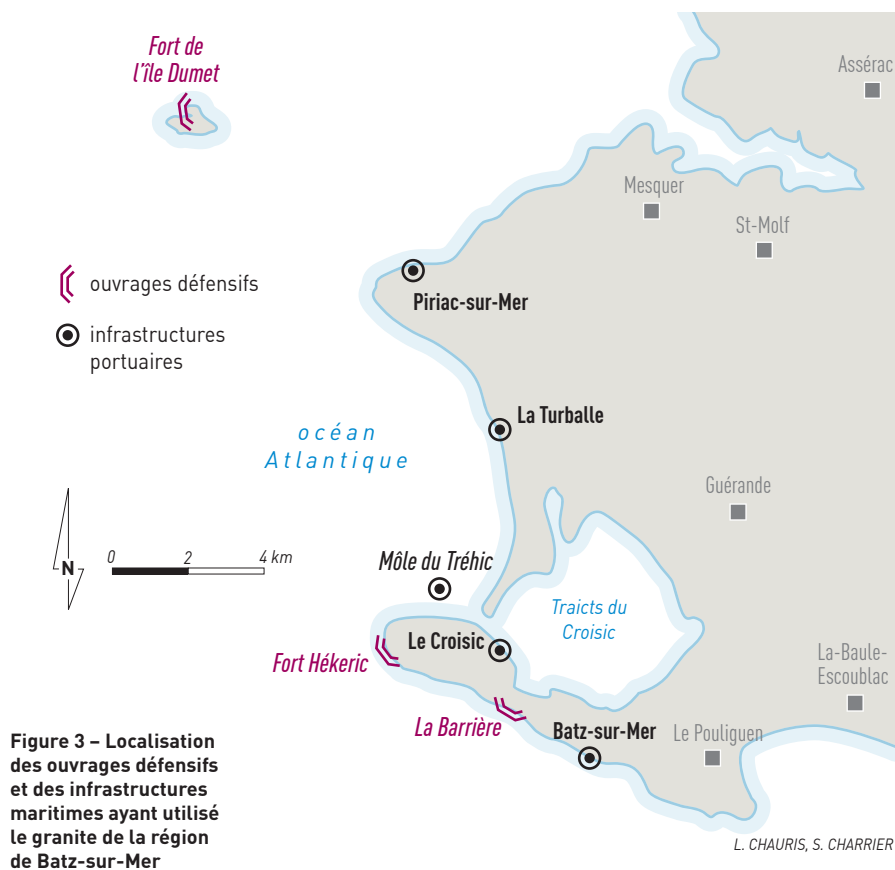 Fort de
l'île Dumet
Assérac
Mesquer
St-Molf
ouvrages défensifs
Piriac-sur-Mer
infrastructures
portuaires
La Turballe
océan
Atlantique
Guérande
N
0 2 4 km
Môle du Tréhic
Traicts du
Croisic
Le Croisic
Fort Hékeric
La-Baule-
Escoublac
La Barrière
Batz-sur-Mer
Le Pouliguen
Figure 3 – Localisation
des ouvrages défensifs
et des infrastructures
maritimes ayant utilisé
le granite de la région
de Batz-sur-Mer
L. CHAURIS, S. CHARRIER